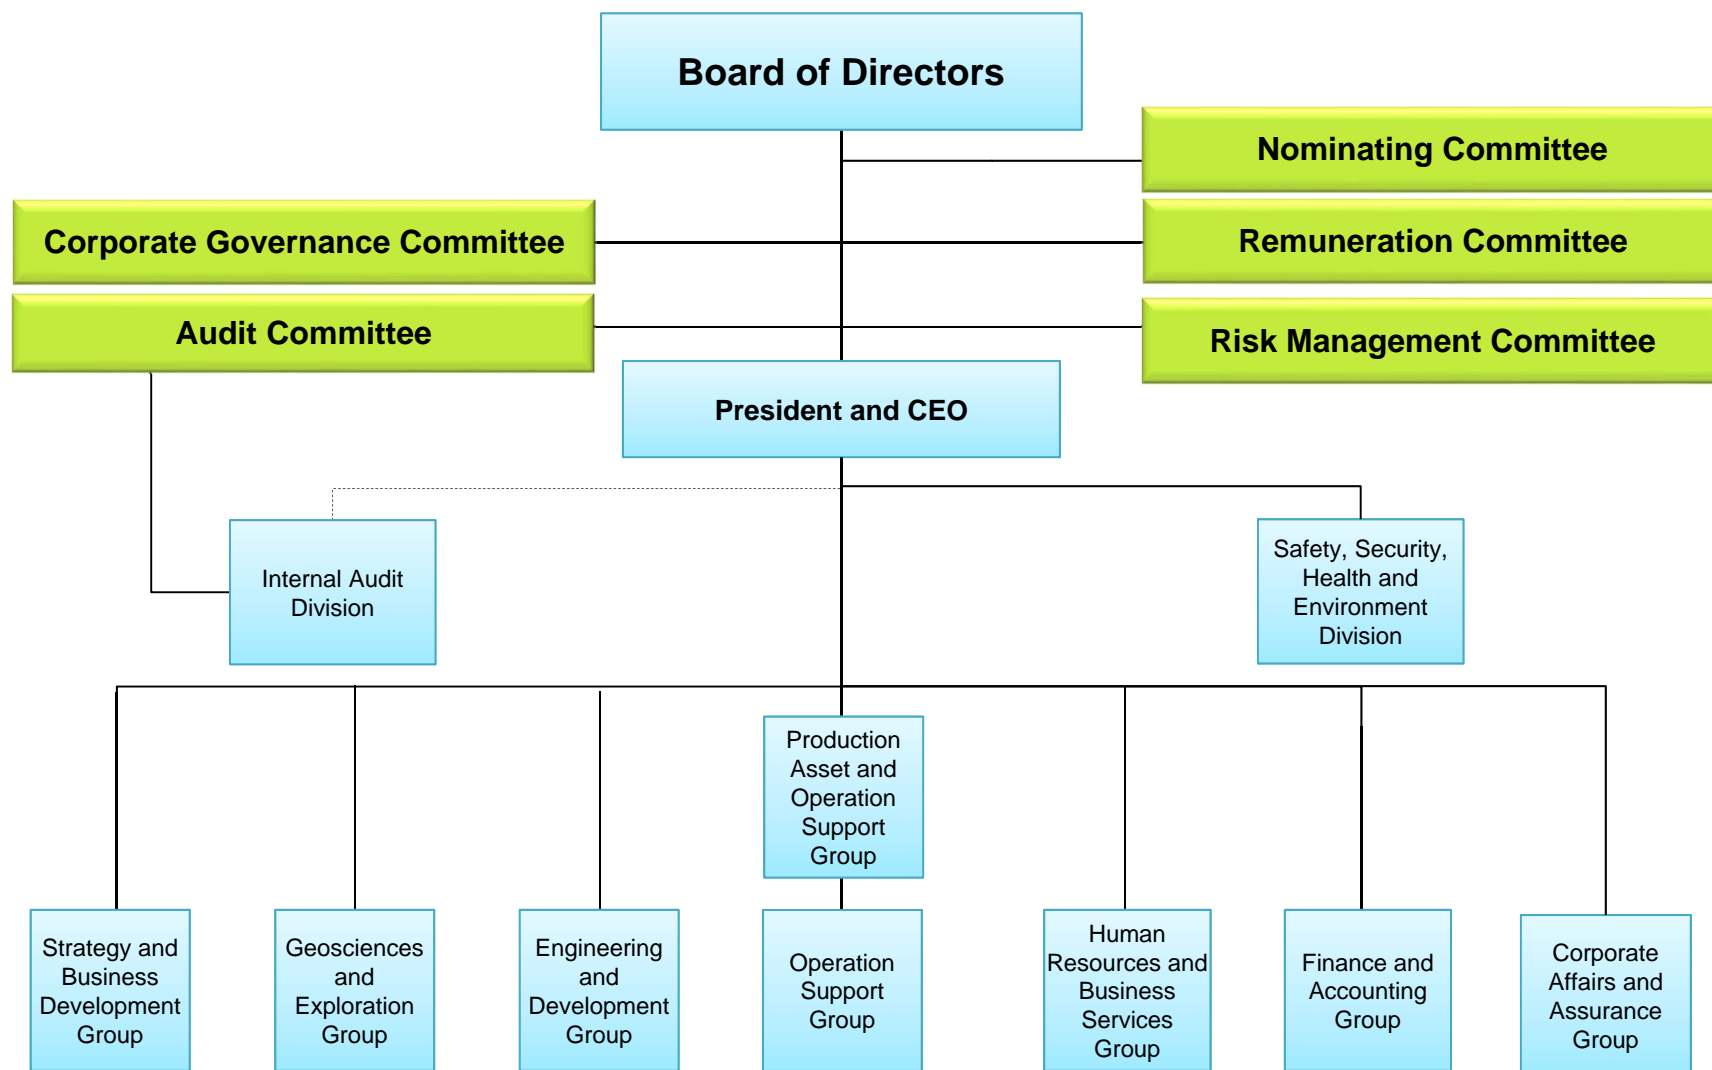 Board of Directors
Nominating Committee
Corporate Governance Committee
Remuneration Committee
Audit Committee
Risk Management Committee
President and CEO
Internal Audit
Division
Safety, Security,
Health and
Environment
Division
Production
Asset and
Operation
Support
Group
Strategy and
Business
Development
Group
Geosciences
and
Exploration
Group
Engineering
and
Development
Group
Operation
Support
Group
Human
Resources and
Business
Services
Group
Finance and
Accounting
Group
Corporate
Affairs and
Assurance
Group